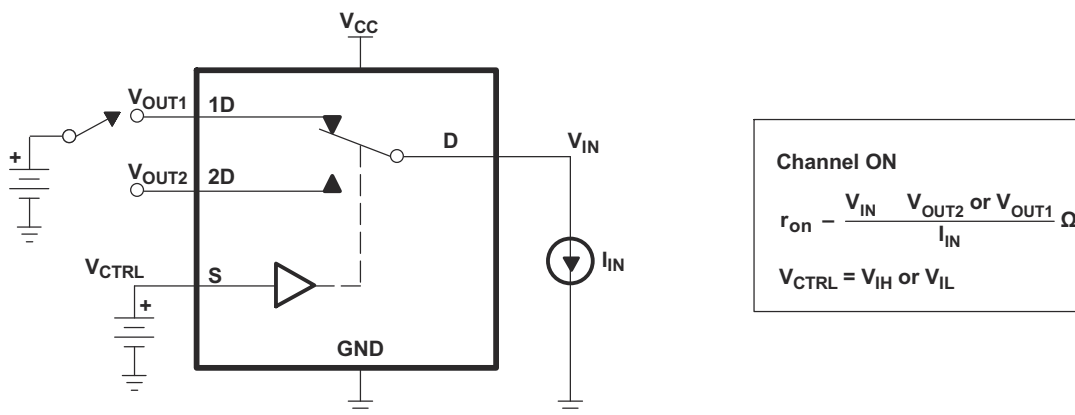 VCC
VOUT1 1D
D
VIN
+
VOUT2 2D
VCTRL
S
IIN
+
GND
Channel ON
ron – VIN VOUT2 or VOUT1 Ω
IIN
VCTRL = VIH or VIL